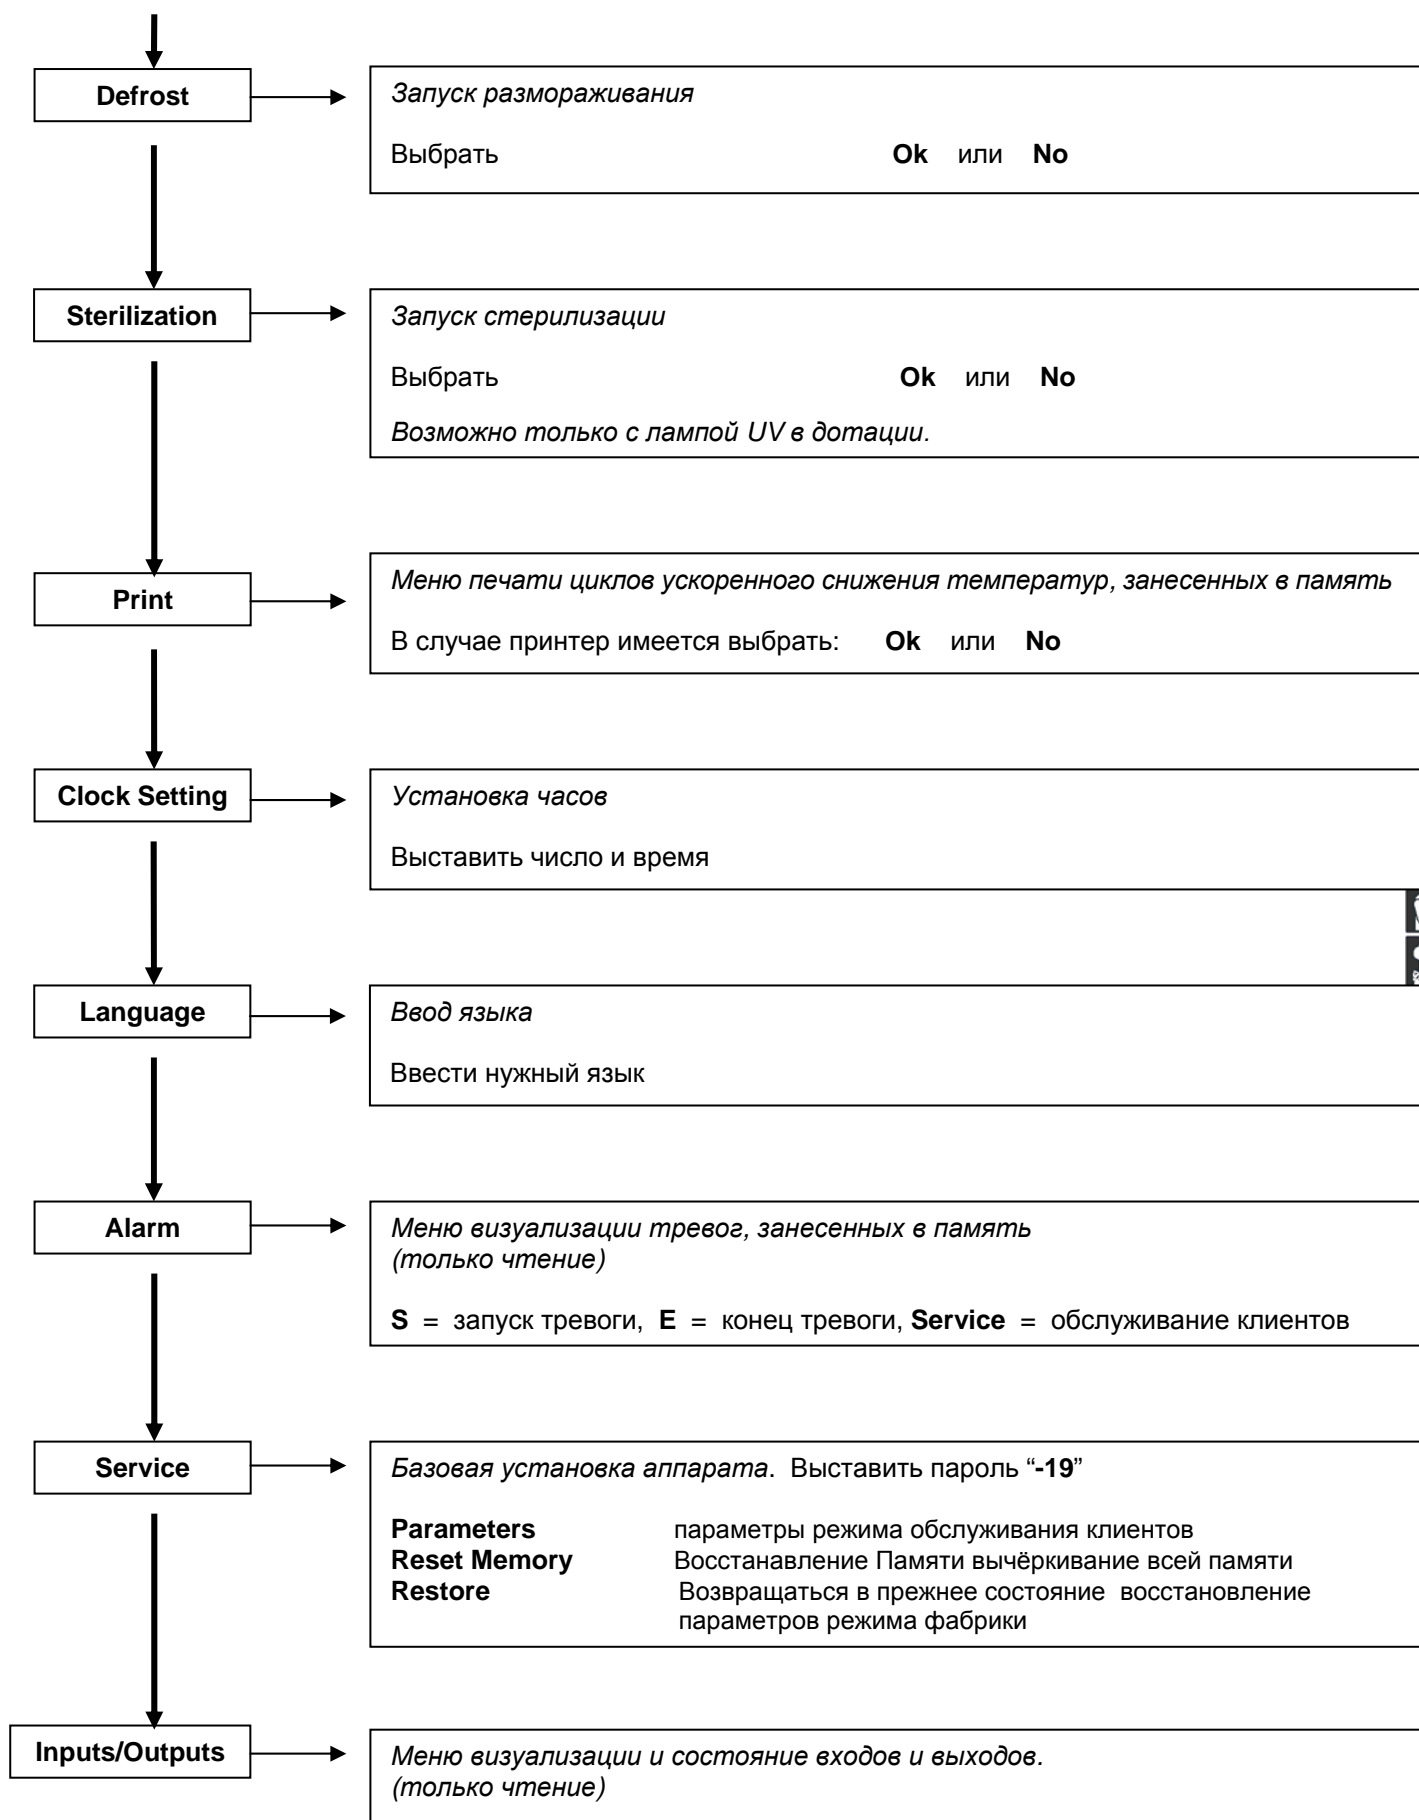 Defrost
Запуск размораживания
Выбрать Ok или No
Sterilization
Запуск стерилизации
Выбрать Ok или No
Возможно только с лампой UV в дотации.
Print
Меню печати циклов ускоренного снижения температур, занесенных в память
В случае принтер имеется выбрать: Ok или No
Clock Setting
Установка часов
Выставить число и время
Language
Ввод языка
Ввести нужный язык
Alarm
Меню визуализации тревог, занесенных в память
(только чтение)
S = запуск тревоги, E = конец тревоги, Service = обслуживание клиентов
Service
Базовая установка аппарата. Выставить пароль “-19”
Parameters параметры режима обслуживания клиентов
Reset Memory Восстанавление Памяти вычёркивание всей памяти
Restore Возвращаться в прежнее состояние восстановление
параметров режима фабрики
Inputs/Outputs
Меню визуализации и состояние входов и выходов.
(только чтение)